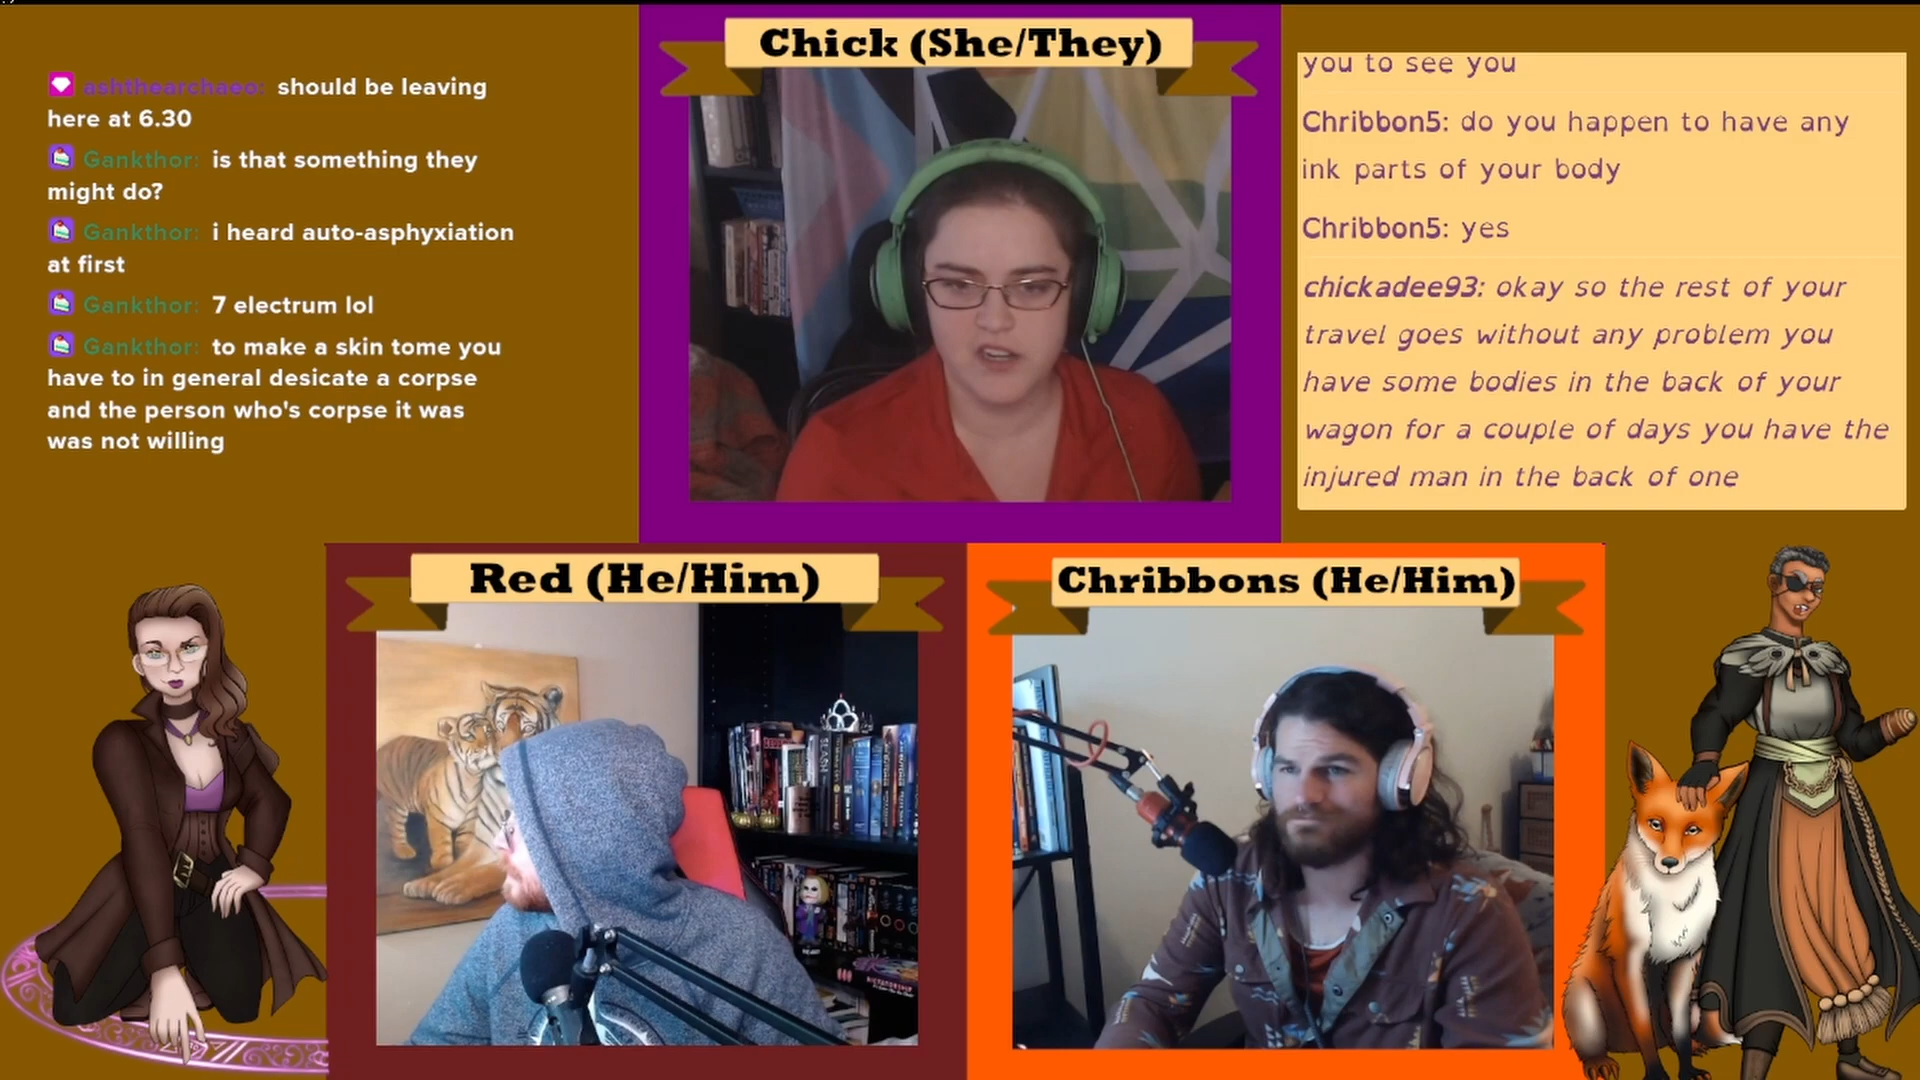 ashthearchaeo: should be leaving
here at 6.30
Gankthor: is that something they
might do?
Gankthor: i heard auto-asphyxiation
at first
Gankthor: 7 electrum lol
Gankthor: to make a skin tome you
have to in general desicate a corpse
and the person who's corpse it was
was not willing
Chick (She/They)
you to see you
Chribbon5: do you happen to have any
ink parts of your body
Chribbon5: yes
chickadee93: okay so the rest of your
travel goes without any problem you
have some bodies in the back of your
wagon for a couple of days you have the
injured man in the back of one
Red (He/Him)
Chribbons (He/Him)